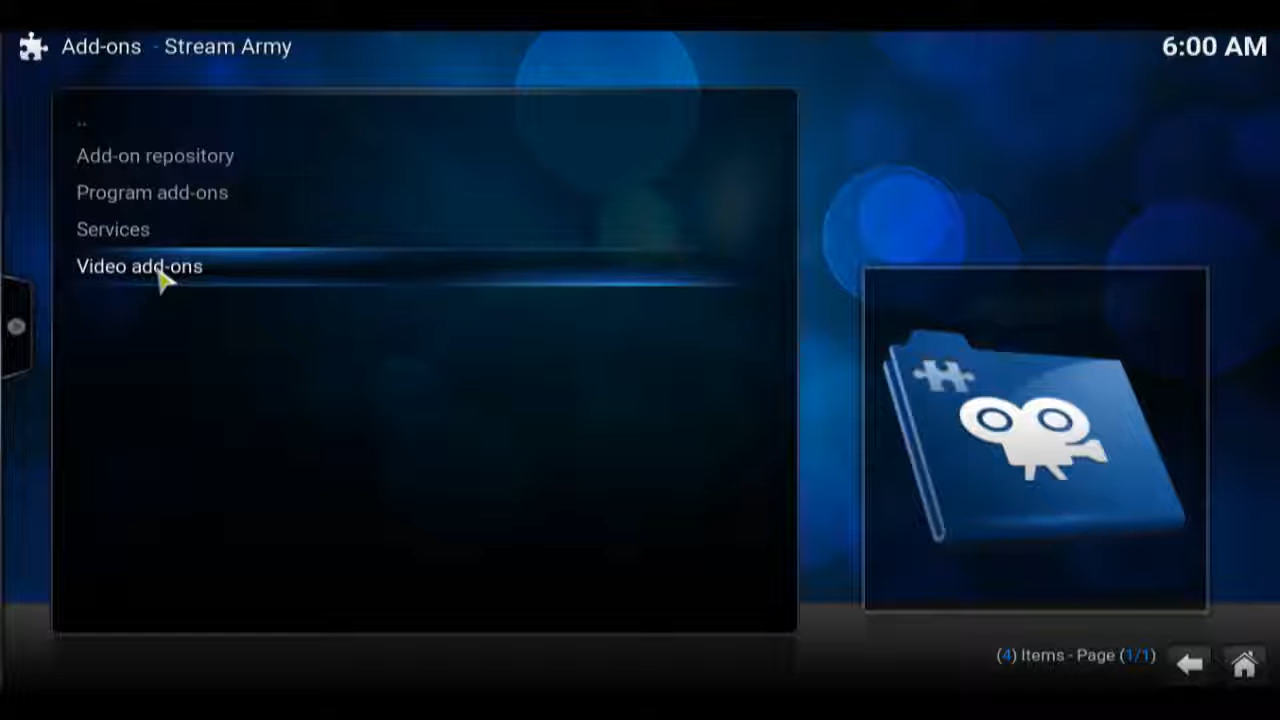 Add-ons - Stream Army
6:00 AM
..
Add-on repository
Program add-ons
Services
Video add-ons
(4) Items - Page (1/1)